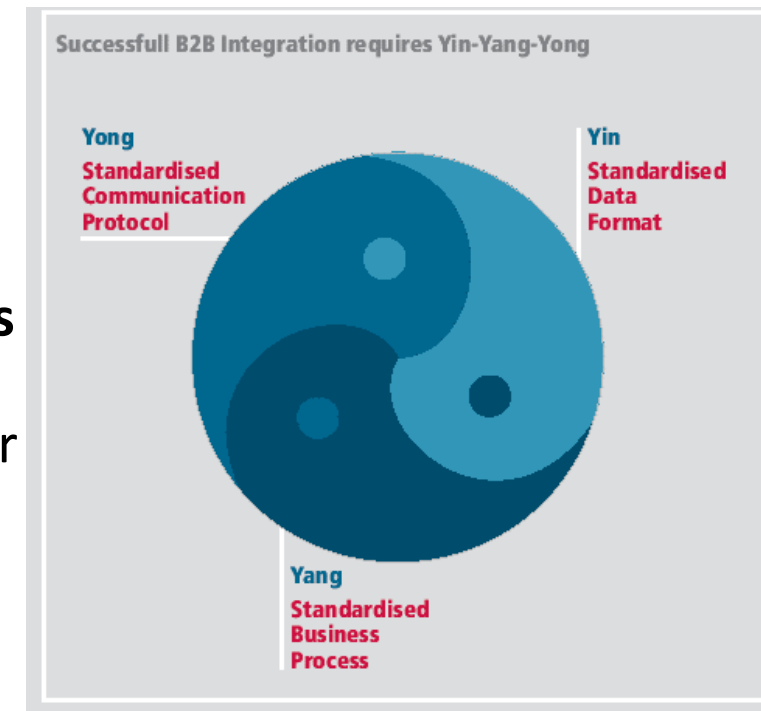 Successfull B2B Integration requires Yin-Yang-Yong
Yong
Standardised
Communication
Protocol
Yin
Standardised
Data
Format
s
r
Yang
Standardised
Business
Process